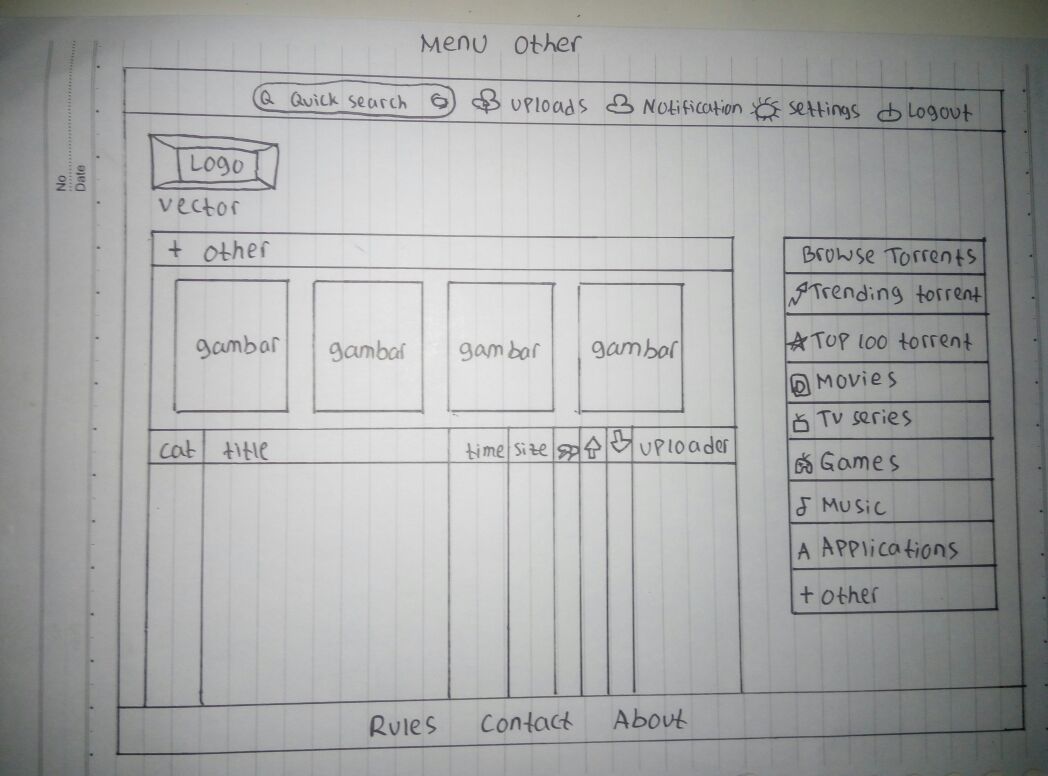 Menu Other
Quick search Uploads Notification Settings Logout
Logo
vector
+ other
gambar gambar gambar gambar
cat title time size uploader
Browse Torrents
Trending torrent
TOP 100 torrent
Movies
TV series
Games
Music
A Applications
+ other
Rules Contact About
No
Date